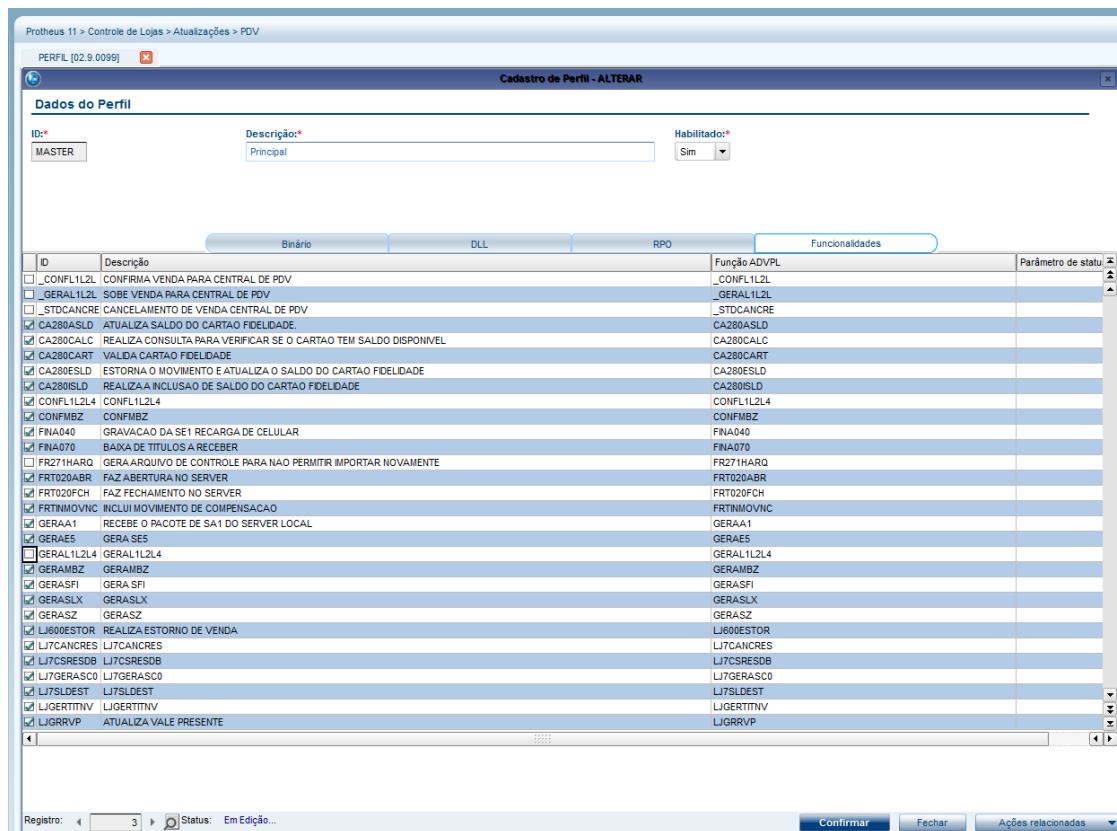 Protheus 11 > Controle de Lojas > Atualizações > PDV
PERFIL [02.9.0099]
Cadastro de Perfil - ALTERAR
Dados do Perfil
ID:* Descrição:* Habilitado:*
MASTER Principal Sim
Binário DLL RPO Funcionalidades
ID Descrição Função ADVPL Parâmetro de statu
_CONFL1L2L CONFIRMA VENDA PARA CENTRAL DE PDV _CONFL1L2L
_GERAL1L2L SOBE VENDA PARA CENTRAL DE PDV _GERAL1L2L
_STDCANCRE CANCELAMENTO DE VENDA CENTRAL DE PDV _STDCANCRE
CA280ASLD ATUALIZA SALDO DO CARTAO FIDELIDADE. CA280ASLD
CA280CALC REALIZA CONSULTA PARA VERIFICAR SE O CARTAO TEM SALDO DISPONIVEL CA280CALC
CA280CART VALIDA CARTAO FIDELIDADE CA280CART
CA280ESLD ESTORNA O MOVIMENTO E ATUALIZA O SALDO DO CARTAO FIDELIDADE CA280ESLD
CA280ISLD REALIZA A INCLUSAO DE SALDO DO CARTAO FIDELIDADE CA280ISLD
CONFL1L2L4 CONFL1L2L4 CONFL1L2L4
CONFMBZ CONFMBZ CONFMBZ
FINA040 GRAVACAO DA SE1 RECARGA DE CELULAR FINA040
FINA070 BAIXA DE TITULOS A RECEBER FINA070
FR271HARQ GERA ARQUIVO DE CONTROLE PARA NAO PERMITIR IMPORTAR NOVAMENTE FR271HARQ
FRT020ABR FAZ ABERTURA NO SERVER FRT020ABR
FRT020FCH FAZ FECHAMENTO NO SERVER FRT020FCH
FRTINMOVNC INCLUI MOVIMENTO DE COMPENSACAO FRTINMOVNC
GERAA1 RECEBE O PACOTE DE SA1 DO SERVER LOCAL GERAA1
GERAE5 GERA SE5 GERAE5
GERAL1L2L4 GERAL1L2L4 GERAL1L2L4
GERAMBZ GERAMBZ GERAMBZ
GERASFI GERA SFI GERASFI
GERASLX GERASLX GERASLX
GERASZ GERASZ GERASZ
LJ600ESTOR REALIZA ESTORNO DE VENDA LJ600ESTOR
LJ7CANCRES LJ7CANCRES LJ7CANCRES
LJ7CSRESDB LJ7CSRESDB LJ7CSRESDB
LJ7GERASC0 LJ7GERASC0 LJ7GERASC0
LJ7SLDEST LJ7SLDEST LJ7SLDEST
LJGERTITNV LJGERTITNV LJGERTITNV
LJGRRVP ATUALIZA VALE PRESENTE LJGRRVP
Registro: 3 Status: Em Edição... Confirmar Fechar Ações relacionadas